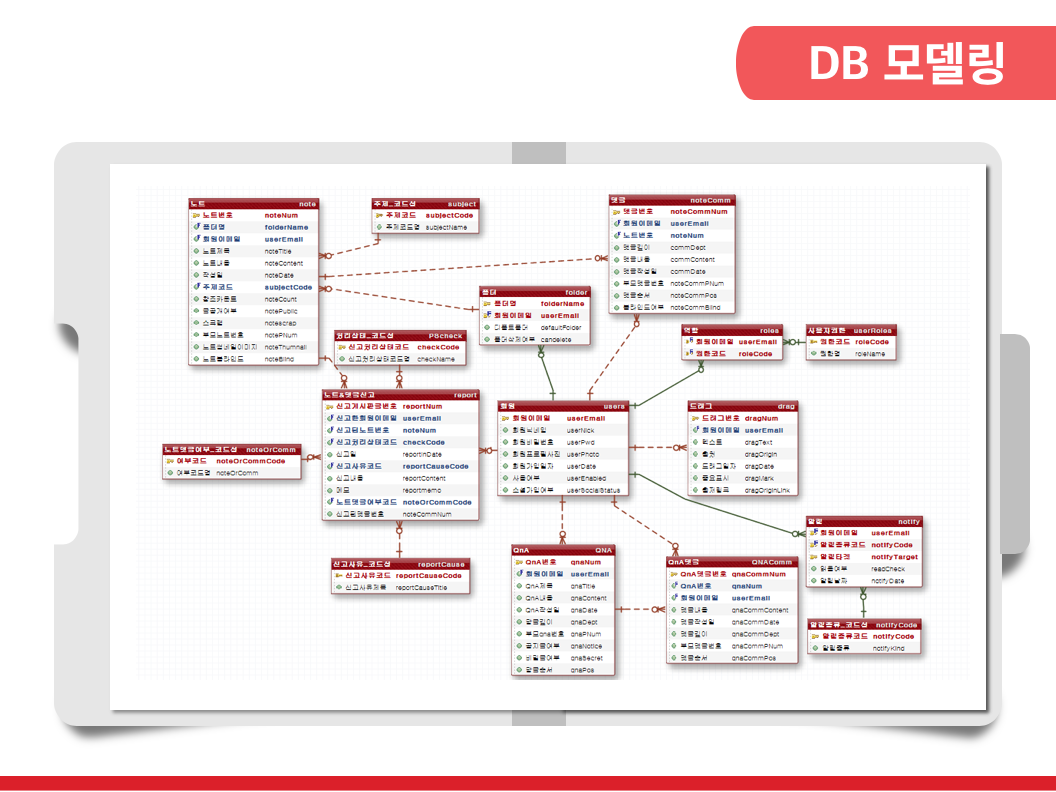 DB 모델링
노트 note
노트번호 noteNum
폴더명 folderName
회원이메일 userEmail
노트제목 noteTitle
노트내용 noteContent
작성일 noteDate
주제코드 subjectCode
참조카운트 noteCount
공개여부 notePublic
스크랩 notescrap
부모노트번호 notePNum
노트썸네일이미지 noteThumnail
노트블라인드 noteBlind
주제_코드성 subject
주제코드 subjectCode
주제코드명 subjectName
댓글 noteComm
댓글번호 noteCommNum
회원이메일 userEmail
노트번호 noteNum
댓글깊이 commDept
댓글내용 commContent
댓글작성일 commDate
부모댓글번호 noteCommPNum
댓글순서 noteCommPos
블라인드여부 noteCommBlind
폴더 folder
폴더명 folderName
회원이메일 userEmail
디폴트폴더 defautFolder
폴더삭제여부 candelete
처리상태_코드성 PScheck
신고처리상태코드 checkCode
신고처리상태코드명 checkName
역할 roles
회원이메일 userEmail
권한코드 roleCode
사용자권한 userRoles
권한코드 roleCode
권한명 roleName
노트&댓글신고 report
신고게시판글번호 reportNum
신고한회원이메일 userEmail
신고된노트번호 noteNum
신고처리상태코드 checkCode
신고일 reportinDate
신고사유코드 reportCauseCode
신고내용 reportContent
메모 reportmemo
노트댓글여부코드 noteOrCommCode
신고된댓글번호 noteCommNum
회원 users
회원이메일 userEmail
회원닉네임 userNick
회원비밀번호 userPwd
회원프로필사진 userPhoto
회원가입일자 userDate
사용여부 userEnabled
소셜가입여부 userSocialStatus
드래그 drag
드래그번호 dragNum
회원이메일 userEmail
텍스트 dragText
출처 dragOrigin
드래그일자 dragDate
중요표시 dragMark
출처링크 dragOriginLink
노트댓글여부_코드성 noteOrComm
여부코드 noteOrCommCode
여부코드명 noteOrComm
신고사유_코드성 reportCause
신고사유코드 reportCauseCode
신고사유제목 reportCauseTitle
QnA QNA
QnA번호 qnaNum
회원이메일 userEmail
QnA제목 qnaTitle
QnA내용 qnaContent
QnA작성일 qnaDate
답글깊이 qnaDept
부모qna번호 qnaPNum
공지글여부 qnaNotice
비밀글여부 qnaSecret
답글순서 qnaPos
QnA댓글 QNAComm
QnA댓글번호 qnaCommNum
QnA번호 qnaNum
회원이메일 userEmail
댓글내용 qnaCommContent
댓글작성일 qnaCommDate
댓글깊이 qnaCommDept
부모댓글번호 qnaCommPNum
댓글순서 qnaCommPos
알림 notify
회원이메일 userEmail
알림종류코드 notifyCode
알림타겟 notifyTarget
읽음여부 readCheck
알림날짜 notifyDate
알림종류_코드성 notifyCode
알림종류코드 notifyCode
알림종류 notifyKind